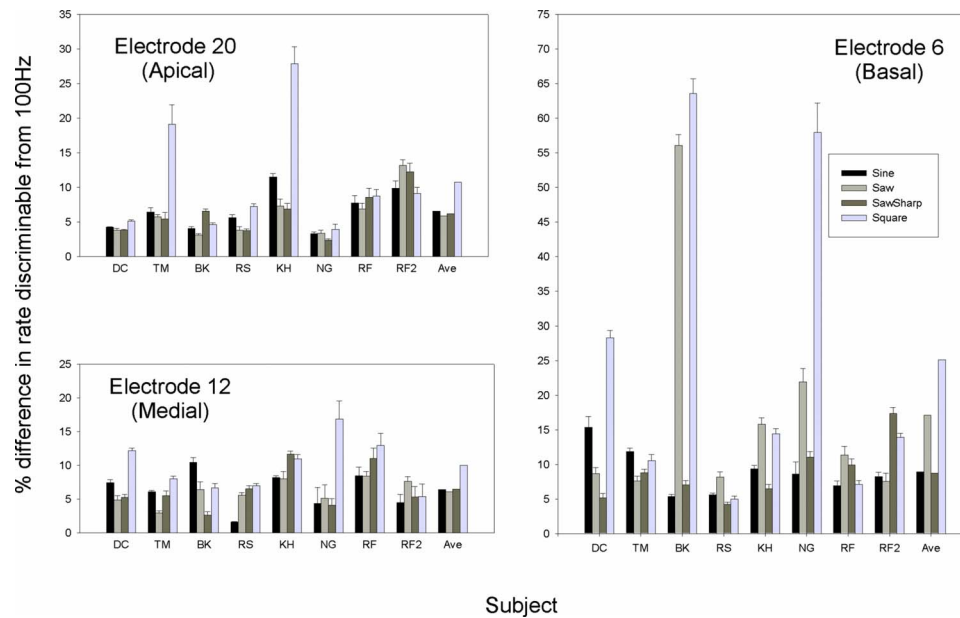 % difference in rate discriminable from 100Hz
Electrode 20
(Apical)
35
30
25
20
15
10
5
0
DC TM BK RS KH NG RF RF2 Ave
Electrode 12
(Medial)
25
20
15
10
5
0
DC TM BK RS KH NG RF RF2 Ave
Electrode 6
(Basal)
75
70
65
60
55
50
45
40
35
30
25
20
15
10
5
0
Sine
Saw
SawSharp
Square
DC TM BK RS KH NG RF RF2 Ave
Subject